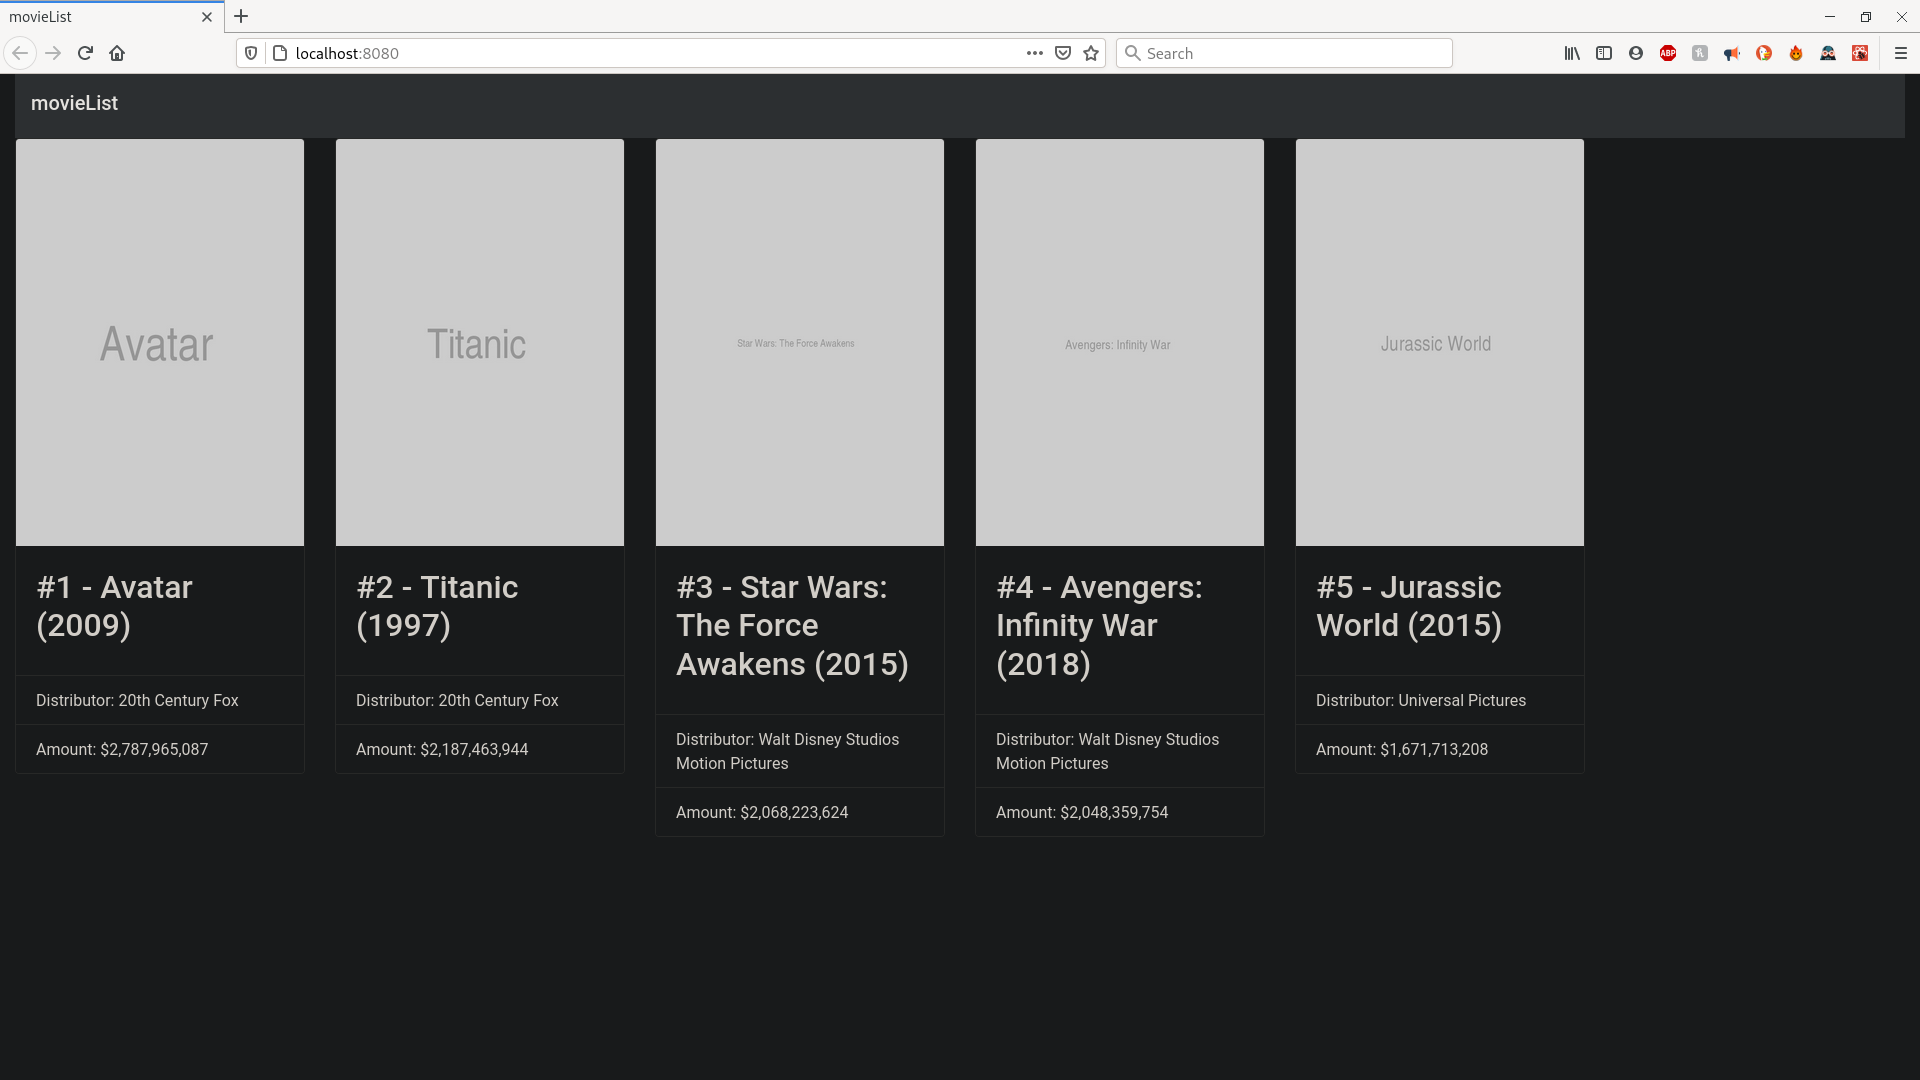 movieList
localhost:8080
Search
ABP
movieList
Avatar
Titanic
Star Wars: The Force Awakens
Avengers: Infinity War
Jurassic World
#1 - Avatar
(2009)
Distributor: 20th Century Fox
Amount: $2,787,965,087
#2 - Titanic
(1997)
Distributor: 20th Century Fox
Amount: $2,187,463,944
#3 - Star Wars:
The Force
Awakens (2015)
Distributor: Walt Disney Studios
Motion Pictures
Amount: $2,068,223,624
#4 - Avengers:
Infinity War
(2018)
Distributor: Walt Disney Studios
Motion Pictures
Amount: $2,048,359,754
#5 - Jurassic
World (2015)
Distributor: Universal Pictures
Amount: $1,671,713,208